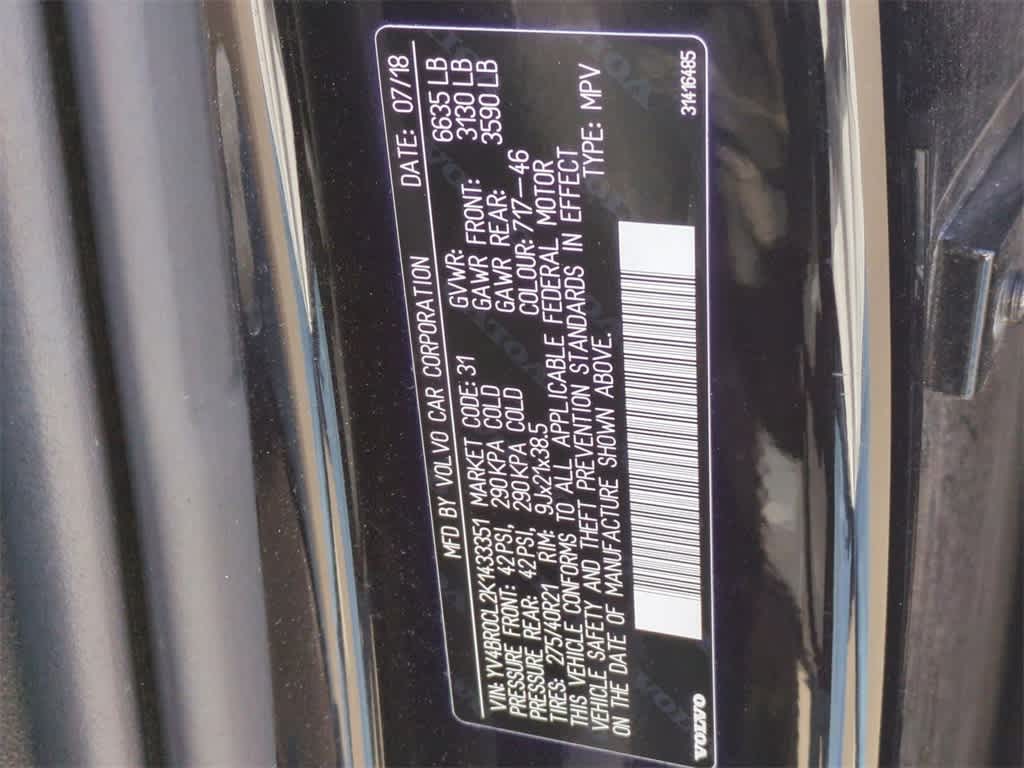 MFD BY VOLVO CAR CORPORATION DATE: 07/18
VIN: YV4BR0CL2K1433351 MARKET CODE: 31 GVWR: 6635 LB
PRESSURE FRONT: 42PSI, 290KPA COLD GAWR FRONT: 3130 LB
PRESSURE REAR: 42PSI, 290KPA COLD GAWR REAR: 3590 LB
TIRES: 275/40R21 RIM: 9Jx21x38.5 COLOUR: 717-46
THIS VEHICLE CONFORMS TO ALL APPLICABLE FEDERAL MOTOR
VEHICLE SAFETY AND THEFT PREVENTION STANDARDS IN EFFECT
ON THE DATE OF MANUFACTURE SHOWN ABOVE. TYPE: MPV
VOLVO 31416485